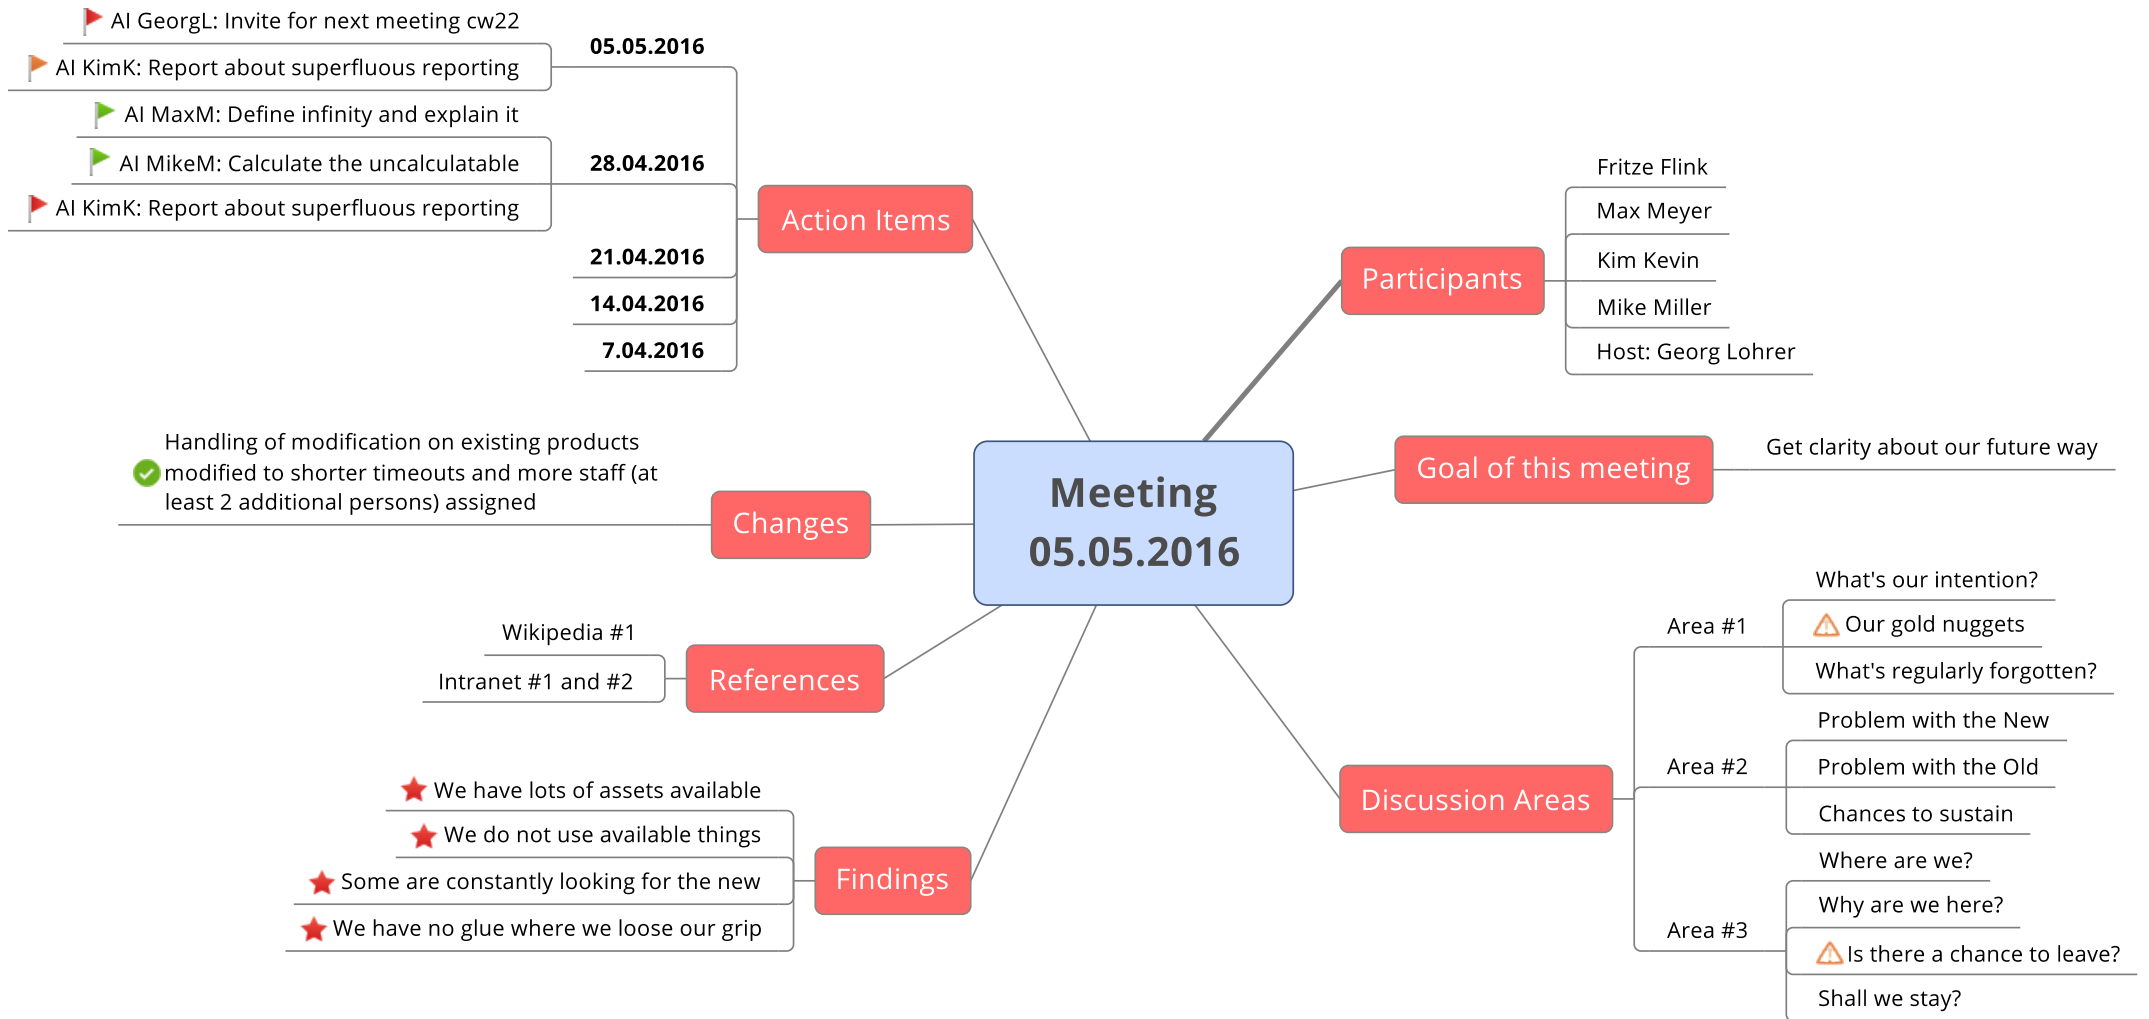 Meeting
05.05.2016
Action Items
05.05.2016
AI GeorgL: Invite for next meeting cw22
AI KimK: Report about superfluous reporting
28.04.2016
AI MaxM: Define infinity and explain it
AI MikeM: Calculate the uncalculatable
AI KimK: Report about superfluous reporting
21.04.2016
14.04.2016
7.04.2016
Changes
Handling of modification on existing products
modified to shorter timeouts and more staff (at
least 2 additional persons) assigned
References
Wikipedia #1
Intranet #1 and #2
Findings
We have lots of assets available
We do not use available things
Some are constantly looking for the new
We have no glue where we loose our grip
Participants
Fritze Flink
Max Meyer
Kim Kevin
Mike Miller
Host: Georg Lohrer
Goal of this meeting
Get clarity about our future way
Discussion Areas
Area #1
What's our intention?
Our gold nuggets
What's regularly forgotten?
Area #2
Problem with the New
Problem with the Old
Chances to sustain
Area #3
Where are we?
Why are we here?
Is there a chance to leave?
Shall we stay?